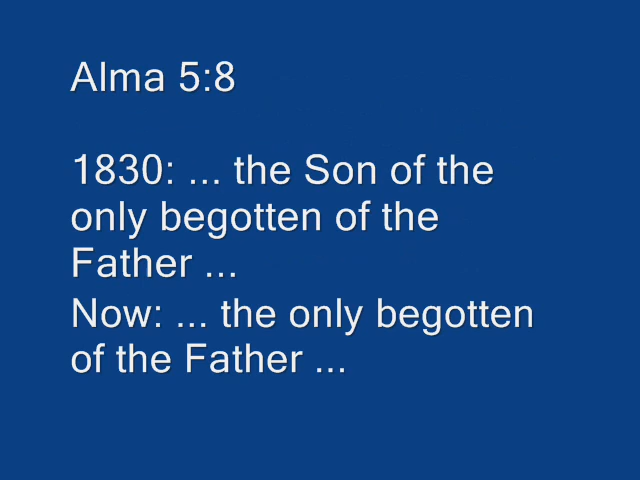 Alma 5:8
1830: ... the Son of the
only begotten of the
Father ...
Now: ... the only begotten
of the Father ...